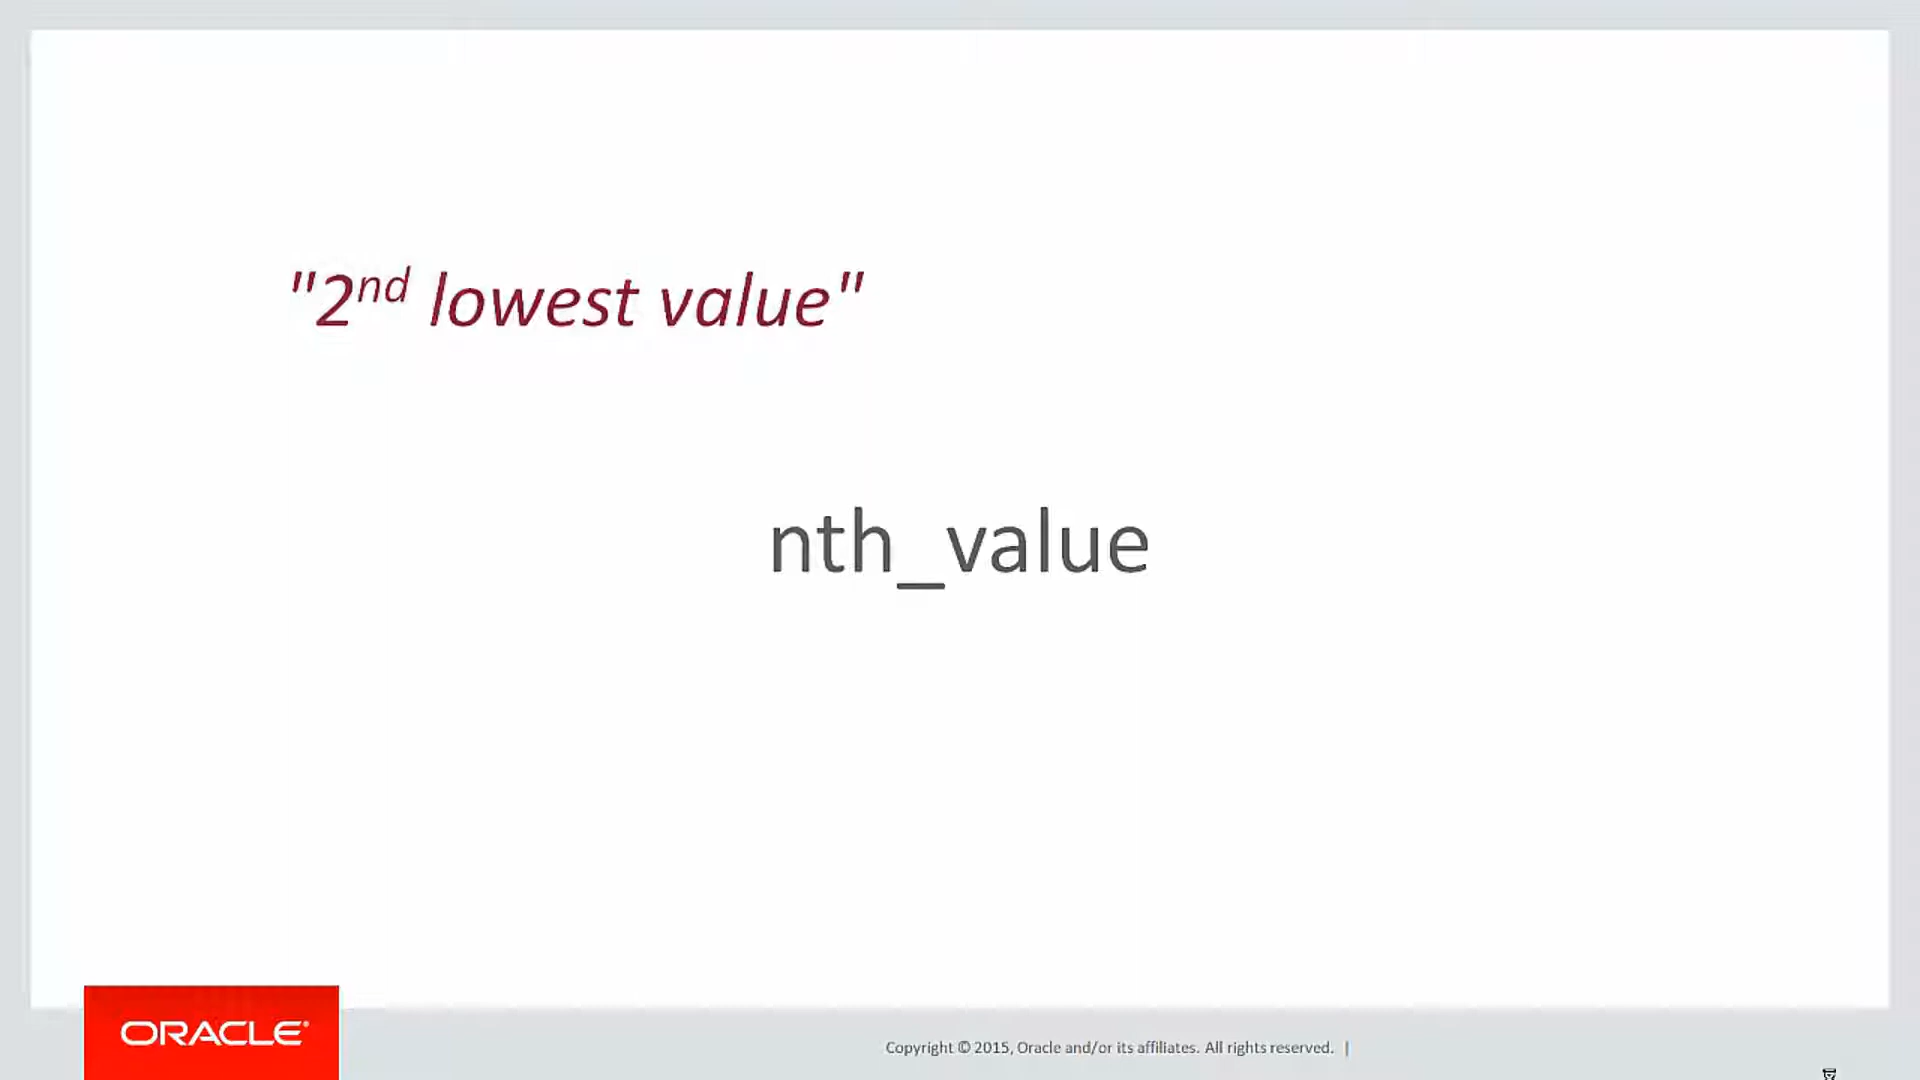 "2nd lowest value"
nth_value
ORACLE®
Copyright © 2015, Oracle and/or its affiliates. All rights reserved. |